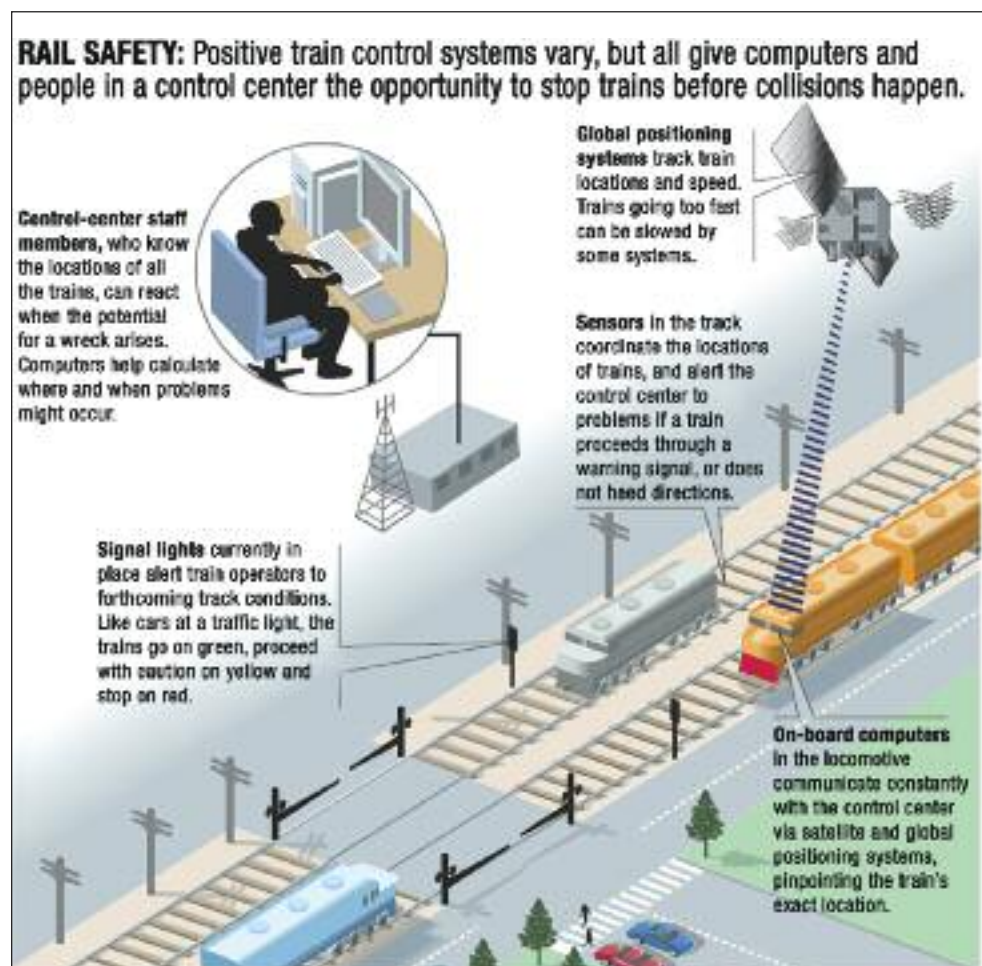 RAIL SAFETY: Positive train control systems vary, but all give computers and
people in a control center the opportunity to stop trains before collisions happen.
Control-center staff
members, who know
the locations of all
the trains, can react
when the potential
for a wreck arises.
Computers help calculate
where and when problems
might occur.
Global positioning
systems track train
locations and speed.
Trains going too fast
can be slowed by
some systems.
Sensors in the track
coordinate the locations
of trains, and alert the
control center to
problems if a train
proceeds through a
warning signal, or does
not heed directions.
Signal lights currently in
place alert train operators to
forthcoming track conditions.
Like cars at a traffic light, the
trains go on green, proceed
with caution on yellow and
stop on red.
On-board computers
in the locomotive
communicate constantly
with the control center
via satellite and global
positioning systems,
pinpointing the train's
exact location.